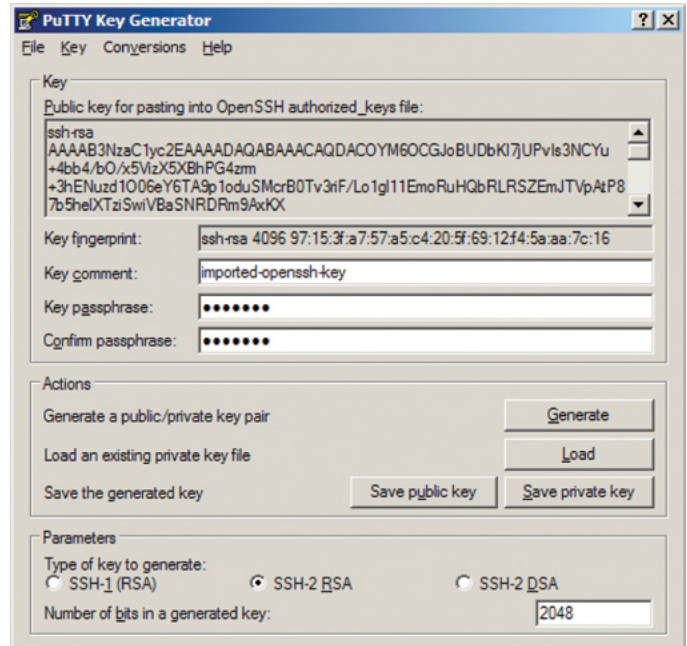 PuTTY Key Generator
File Key Conversions Help
Key
Public key for pasting into OpenSSH authorized_keys file:
ssh-rsa
AAAAB3NzaC1yc2EAAAADAQABAAACAQDACOYM6OCGJoBUDbKI7jUPvIs3NCYu
+4bb4/bO/x5VizX5XBhPG4zrm
+3hENuzd1O06eY6TA9p1oduSMcrB0Tv3riF/Lo1gl11EmoRuHQbRLRSZEmJTVpAtP8
7b5helXTziSwiVBaSNRDRm9AxKX
Key fingerprint: ssh-rsa 4096 97:15:3f:a7:57:a5:c4:20:5f:69:12:f4:5a:aa:7c:16
Key comment: imported-openssh-key
Key passphrase: •••••••
Confirm passphrase: •••••••
Actions
Generate a public/private key pair Generate
Load an existing private key file Load
Save the generated key Save public key Save private key
Parameters
Type of key to generate:
SSH-1 (RSA) SSH-2 RSA SSH-2 DSA
Number of bits in a generated key: 2048